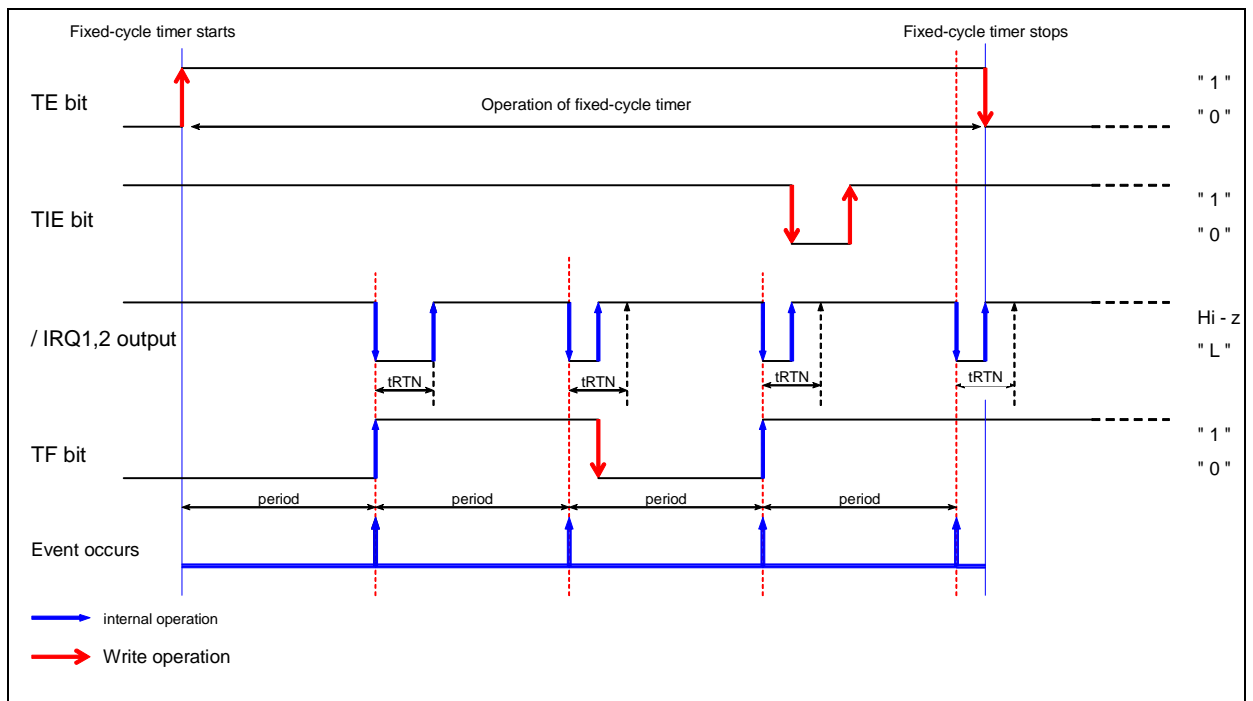 Fixed-cycle timer starts
Fixed-cycle timer stops
TE bit
Operation of fixed-cycle timer
" 1 "
" 0 "
TIE bit
" 1 "
" 0 "
/ IRQ1,2 output
Hi - z
" L "
tRTN
tRTN
tRTN
tRTN
TF bit
" 1 "
" 0 "
period
period
period
period
Event occurs
internal operation
Write operation